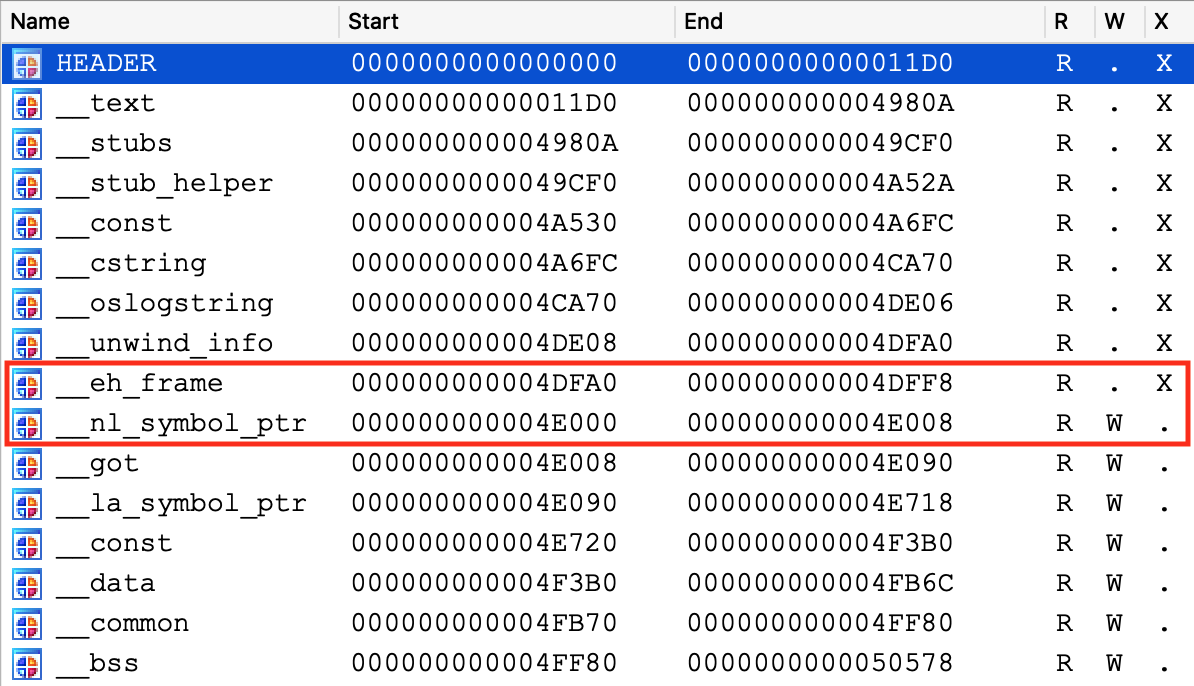 Name Start End R W X
HEADER 0000000000000000 00000000000011D0 R . X
__text 00000000000011D0 000000000004980A R . X
__stubs 000000000004980A 0000000000049CF0 R . X
__stub_helper 0000000000049CF0 000000000004A52A R . X
__const 000000000004A530 000000000004A6FC R . X
__cstring 000000000004A6FC 000000000004CA70 R . X
__oslogstring 000000000004CA70 000000000004DE06 R . X
__unwind_info 000000000004DE08 000000000004DFA0 R . X
__eh_frame 000000000004DFA0 000000000004DFF8 R . X
__nl_symbol_ptr 000000000004E000 000000000004E008 R W .
__got 000000000004E008 000000000004E090 R W .
__la_symbol_ptr 000000000004E090 000000000004E718 R W .
__const 000000000004E720 000000000004F3B0 R W .
__data 000000000004F3B0 000000000004FB6C R W .
__common 000000000004FB70 000000000004FF80 R W .
__bss 000000000004FF80 0000000000050578 R W .